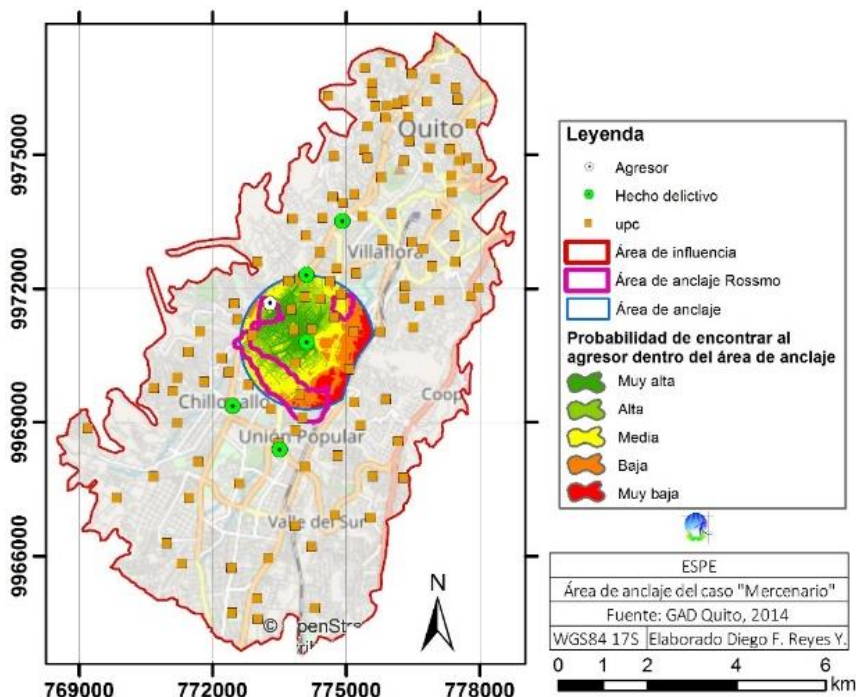 9975000
9972000
9969000
9966000
769000
772000
775000
778000
Quito
Villaflora
Chillogallo
Coop
Unión Popular
Valle del Sur
© OpenStr
N
Leyenda
Agresor
Hecho delictivo
upc
Área de influencia
Área de anclaje Rossmo
Área de anclaje
Probabilidad de encontrar al
agresor dentro del área de anclaje
Muy alta
Alta
Media
Baja
Muy baja
ESPE
Área de anclaje del caso "Mercenario"
Fuente: GAD Quito, 2014
WGS84 17S Elaborado Diego F. Reyes Y.
0 1 2 4 6
km